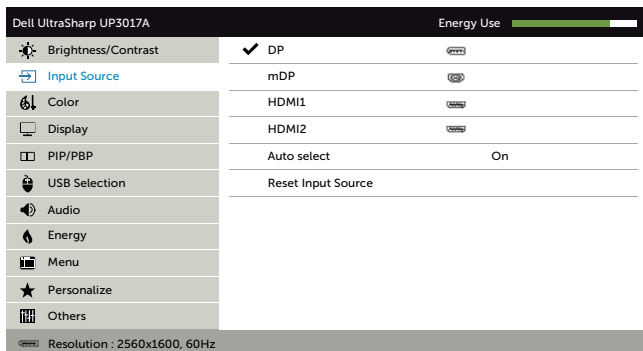 Dell UltraSharp UP3017A Energy Use
Brightness/Contrast DP
Input Source mDP
Color HDMI1
Display HDMI2
PIP/PBP Auto select On
USB Selection Reset Input Source
Audio
Energy
Menu
Personalize
Others
Resolution : 2560x1600, 60Hz